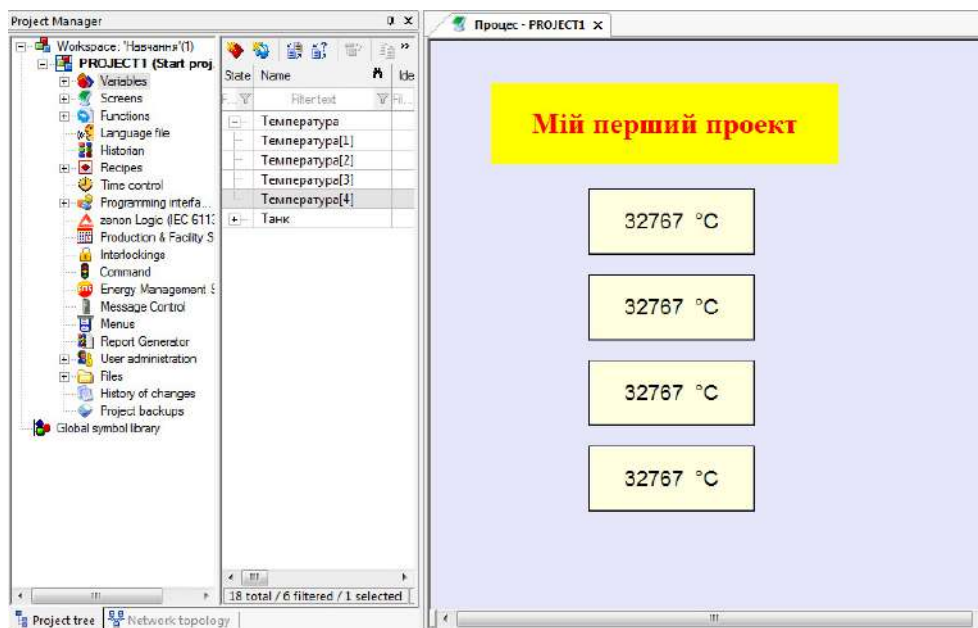 Project Manager
Workspace: 'Навчання'(1)
PROJECT1 (Start proj.
Variables
Screens
Functions
Language file
Historian
Recipes
Time control
Programming interfa...
zenon Logic (IEC 6113
Production & Facility S
Interlockings
Command
Energy Management S
Message Control
Menus
Report Generator
User administration
Files
History of changes
Project backups
Global symbol library
Project tree
Network topology
State Name Ide
F... Filter text Fil...
Температура
Температура[1]
Температура[2]
Температура[3]
Температура[4]
Танк
18 total / 6 filtered / 1 selected
Процес - PROJECT1
Мій перший проект
32767 °C
32767 °C
32767 °C
32767 °C